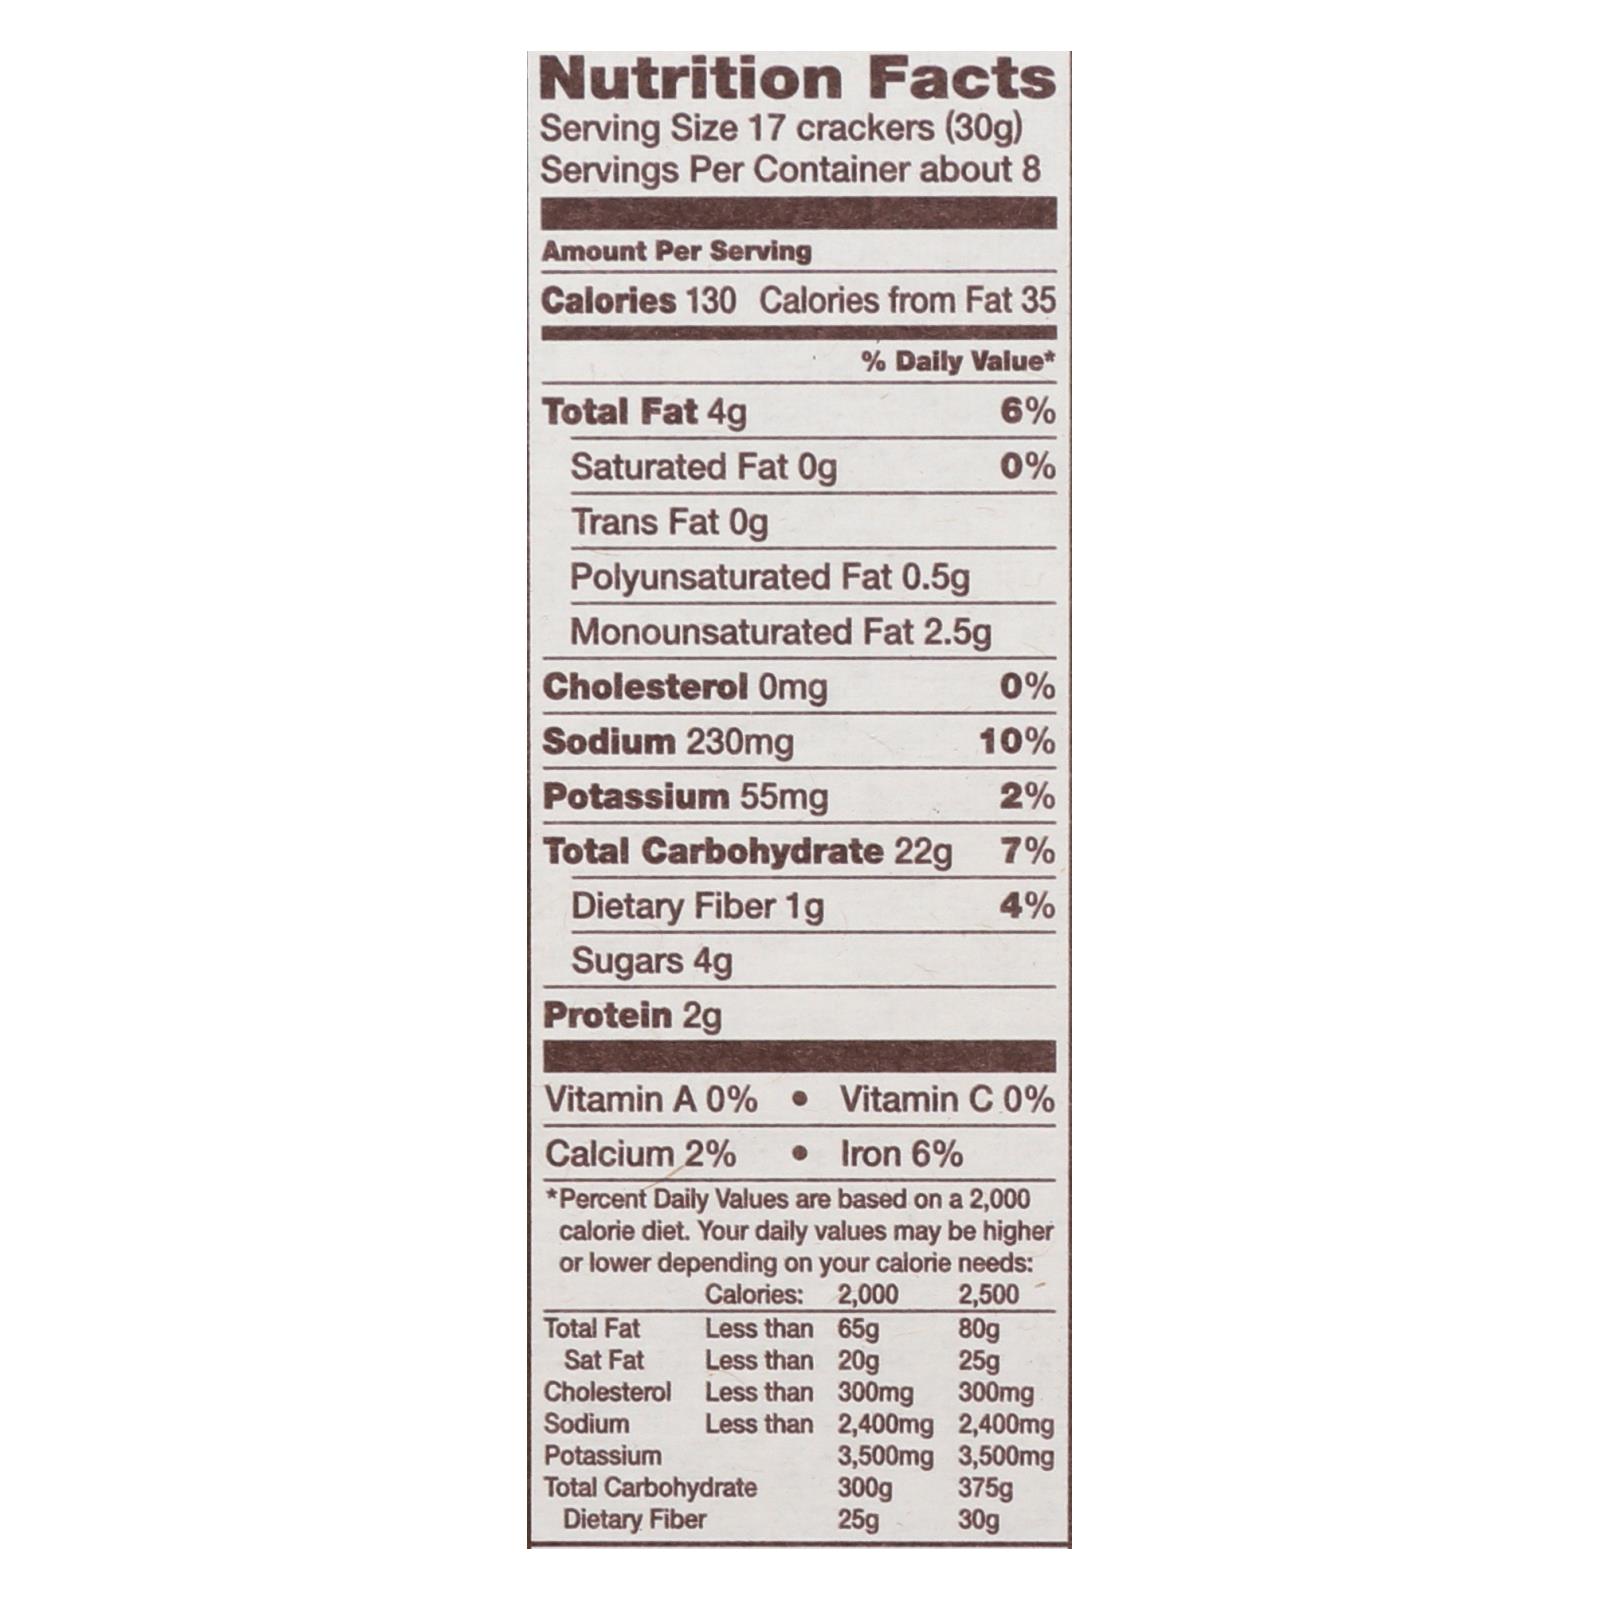 Nutrition Facts
Serving Size 17 crackers (30g)
Servings Per Container about 8
Amount Per Serving
Calories 130 Calories from Fat 35
% Daily Value*
Total Fat 4g 6%
Saturated Fat 0g 0%
Trans Fat 0g
Polyunsaturated Fat 0.5g
Monounsaturated Fat 2.5g
Cholesterol 0mg 0%
Sodium 230mg 10%
Potassium 55mg 2%
Total Carbohydrate 22g 7%
Dietary Fiber 1g 4%
Sugars 4g
Protein 2g
Vitamin A 0% • Vitamin C 0%
Calcium 2% • Iron 6%
*Percent Daily Values are based on a 2,000
calorie diet. Your daily values may be higher
or lower depending on your calorie needs:
Calories: 2,000 2,500
Total Fat Less than 65g 80g
Sat Fat Less than 20g 25g
Cholesterol Less than 300mg 300mg
Sodium Less than 2,400mg 2,400mg
Potassium 3,500mg 3,500mg
Total Carbohydrate 300g 375g
Dietary Fiber 25g 30g